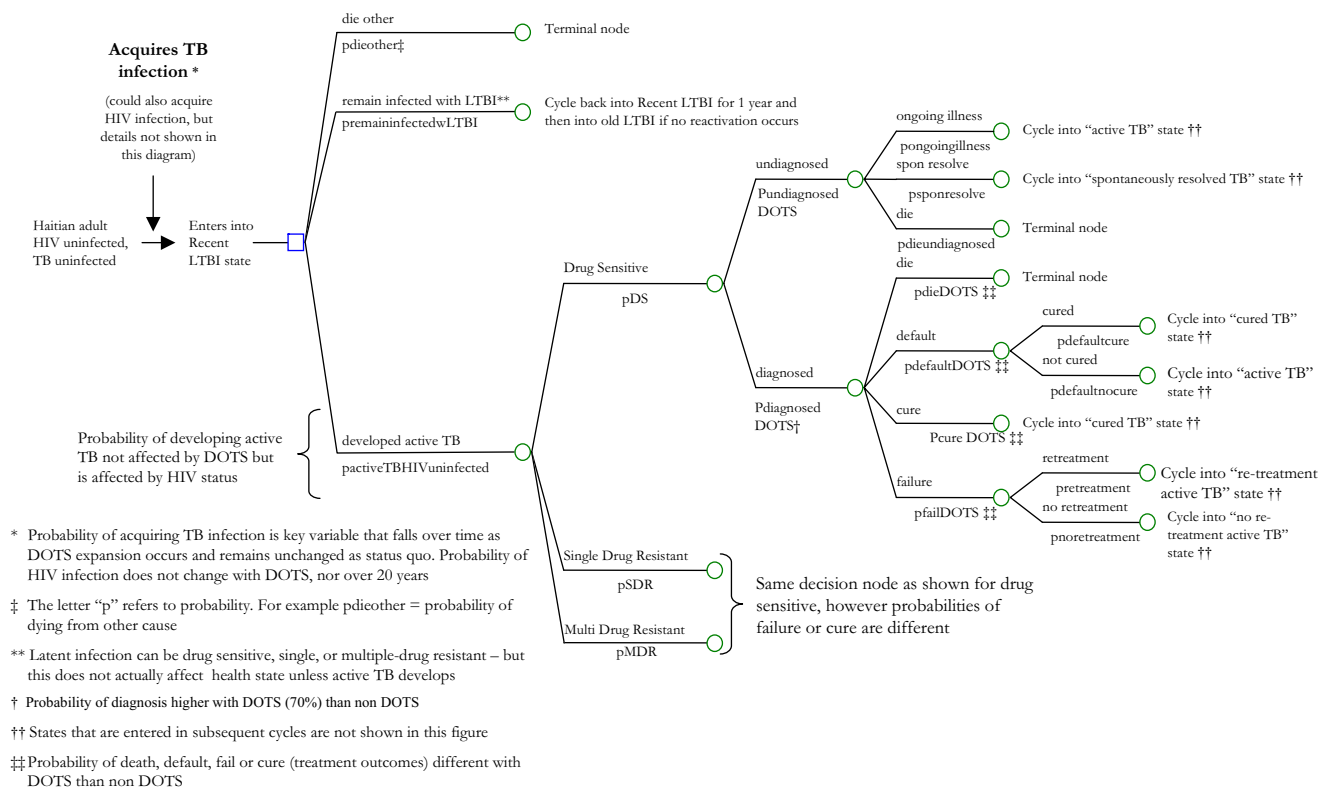 Acquires TB
infection *
(could also acquire
HIV infection, but
details not shown in
this diagram)
Haitian adult
HIV uninfected,
TB uninfected
Enters into
Recent
LTBI state
die other
pdieother‡
Terminal node
remain infected with LTBI**
premaininfectedwLTBI
Cycle back into Recent LTBI for 1 year and
then into old LTBI if no reactivation occurs
Probability of developing active
TB not affected by DOTS but
is affected by HIV status
developed active TB
pactiveTBHIVuninfected
Drug Sensitive
pDS
undiagnosed
Pundiagnosed
DOTS
ongoing illness
pongoingillness
Cycle into “active TB” state ††
spon resolve
psponresolve
Cycle into “spontaneously resolved TB” state ††
die
pdieundiagnosed
Terminal node
diagnosed
Pdiagnosed
DOTS†
die
pdieDOTS ‡‡
Terminal node
default
pdefaultDOTS ‡‡
cured
pdefaultcure
Cycle into “cured TB”
state ††
not cured
pdefaultnocure
Cycle into “active TB”
state ††
cure
Pcure DOTS ‡‡
Cycle into “cured TB” state ††
failure
pfailDOTS ‡‡
retreatment
pretreatment
Cycle into “re-treatment
active TB” state ††
no retreatment
pnoretreatment
Cycle into “no re-
treatment active TB”
state ††
Single Drug Resistant
pSDR
Multi Drug Resistant
pMDR
Same decision node as shown for drug
sensitive, however probabilities of
failure or cure are different
* Probability of acquiring TB infection is key variable that falls over time as
DOTS expansion occurs and remains unchanged as status quo. Probability of
HIV infection does not change with DOTS, nor over 20 years
‡ The letter “p” refers to probability. For example pdieother = probability of
dying from other cause
** Latent infection can be drug sensitive, single, or multiple-drug resistant – but
this does not actually affect health state unless active TB develops
† Probability of diagnosis higher with DOTS (70%) than non DOTS
†† States that are entered in subsequent cycles are not shown in this figure
‡‡ Probability of death, default, fail or cure (treatment outcomes) different with
DOTS than non DOTS